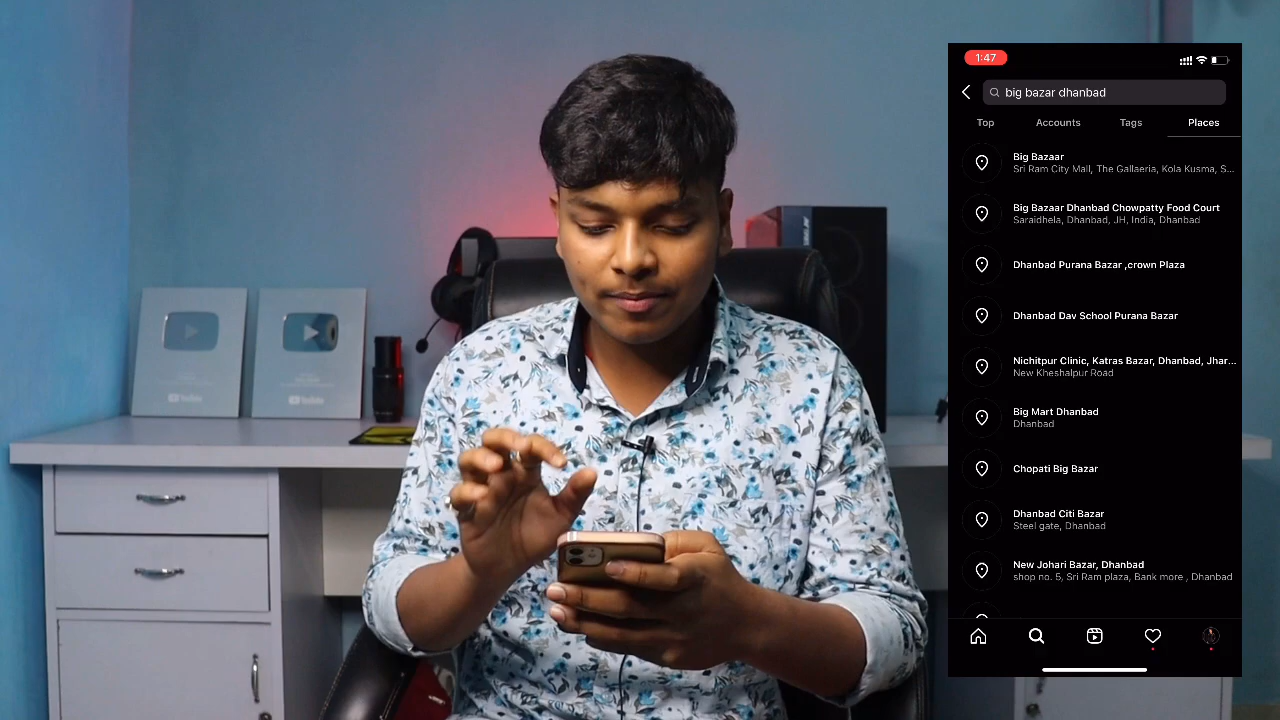 1:47
big bazar dhanbad
Top Accounts Tags Places
Big Bazaar
Sri Ram City Mall, The Gallaeria, Kola Kusma, S...
Big Bazaar Dhanbad Chowpatty Food Court
Saraidhela, Dhanbad, JH, India, Dhanbad
Dhanbad Purana Bazar ,crown Plaza
Dhanbad Dav School Purana Bazar
Nichitpur Clinic, Katras Bazar, Dhanbad, Jhar...
New Kheshalpur Road
Big Mart Dhanbad
Dhanbad
Chopati Big Bazar
Dhanbad Citi Bazar
Steel gate, Dhanbad
New Johari Bazar, Dhanbad
shop no. 5, Sri Ram plaza, Bank more , Dhanbad
YouTube
YouTube